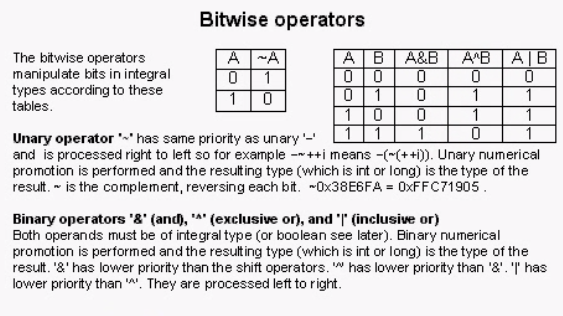 Bitwise operators
The bitwise operators
manipulate bits in integral
types according to these
tables.
A ~A
0 1
1 0
A B A&B A^B A | B
0 0 0 0 0
0 1 0 1 1
1 0 0 1 1
1 1 1 0 1
Unary operator '~' has same priority as unary '–'
and is processed right to left so for example –~++i means –(~(++i)). Unary numerical
promotion is performed and the resulting type (which is int or long) is the type of the
result. ~ is the complement, reversing each bit. ~0x38E6FA = 0xFFC71905 .
Binary operators '&' (and), '^' (exclusive or), and '|' (inclusive or)
Both operands must be of integral type (or boolean see later). Binary numerical
promotion is performed and the resulting type (which is int or long) is the type of the
result. '&' has lower priority than the shift operators. '^' has lower priority than '&'. '|' has
lower priority than '^'. They are processed left to right.